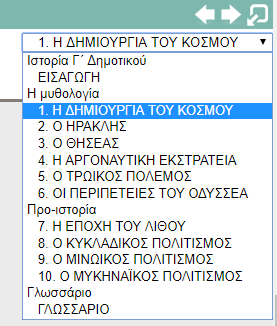 1. Η ΔΗΜΙΟΥΡΓΙΑ ΤΟΥ ΚΟΣΜΟΥ
Ιστορία Γ΄ Δημοτικού
ΕΙΣΑΓΩΓΗ
Η μυθολογία
1. Η ΔΗΜΙΟΥΡΓΙΑ ΤΟΥ ΚΟΣΜΟΥ
2. Ο ΗΡΑΚΛΗΣ
3. Ο ΘΗΣΕΑΣ
4. Η ΑΡΓΟΝΑΥΤΙΚΗ ΕΚΣΤΡΑΤΕΙΑ
5. Ο ΤΡΩΙΚΟΣ ΠΟΛΕΜΟΣ
6. ΟΙ ΠΕΡΙΠΕΤΕΙΕΣ ΤΟΥ ΟΔΥΣΣΕΑ
Προ-ιστορία
7. Η ΕΠΟΧΗ ΤΟΥ ΛΙΘΟΥ
8. Ο ΚΥΚΛΑΔΙΚΟΣ ΠΟΛΙΤΙΣΜΟΣ
9. Ο ΜΙΝΩΙΚΟΣ ΠΟΛΙΤΙΣΜΟΣ
10. Ο ΜΥΚΗΝΑΪΚΟΣ ΠΟΛΙΤΙΣΜΟΣ
Γλωσσάριο
ΓΛΩΣΣΑΡΙΟ